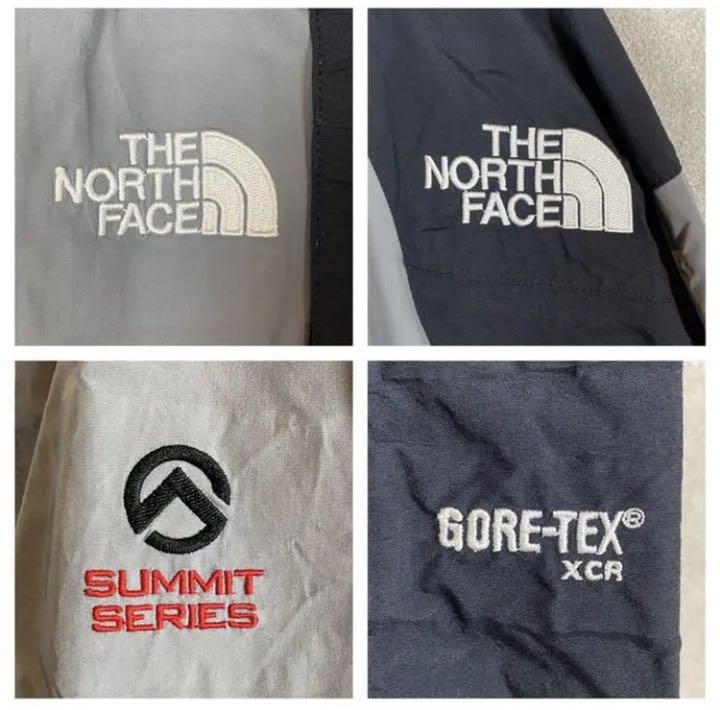 THE
NORTH
FACE
THE
NORTH
FACE
SUMMIT
SERIES
GORE-TEX®
XCR